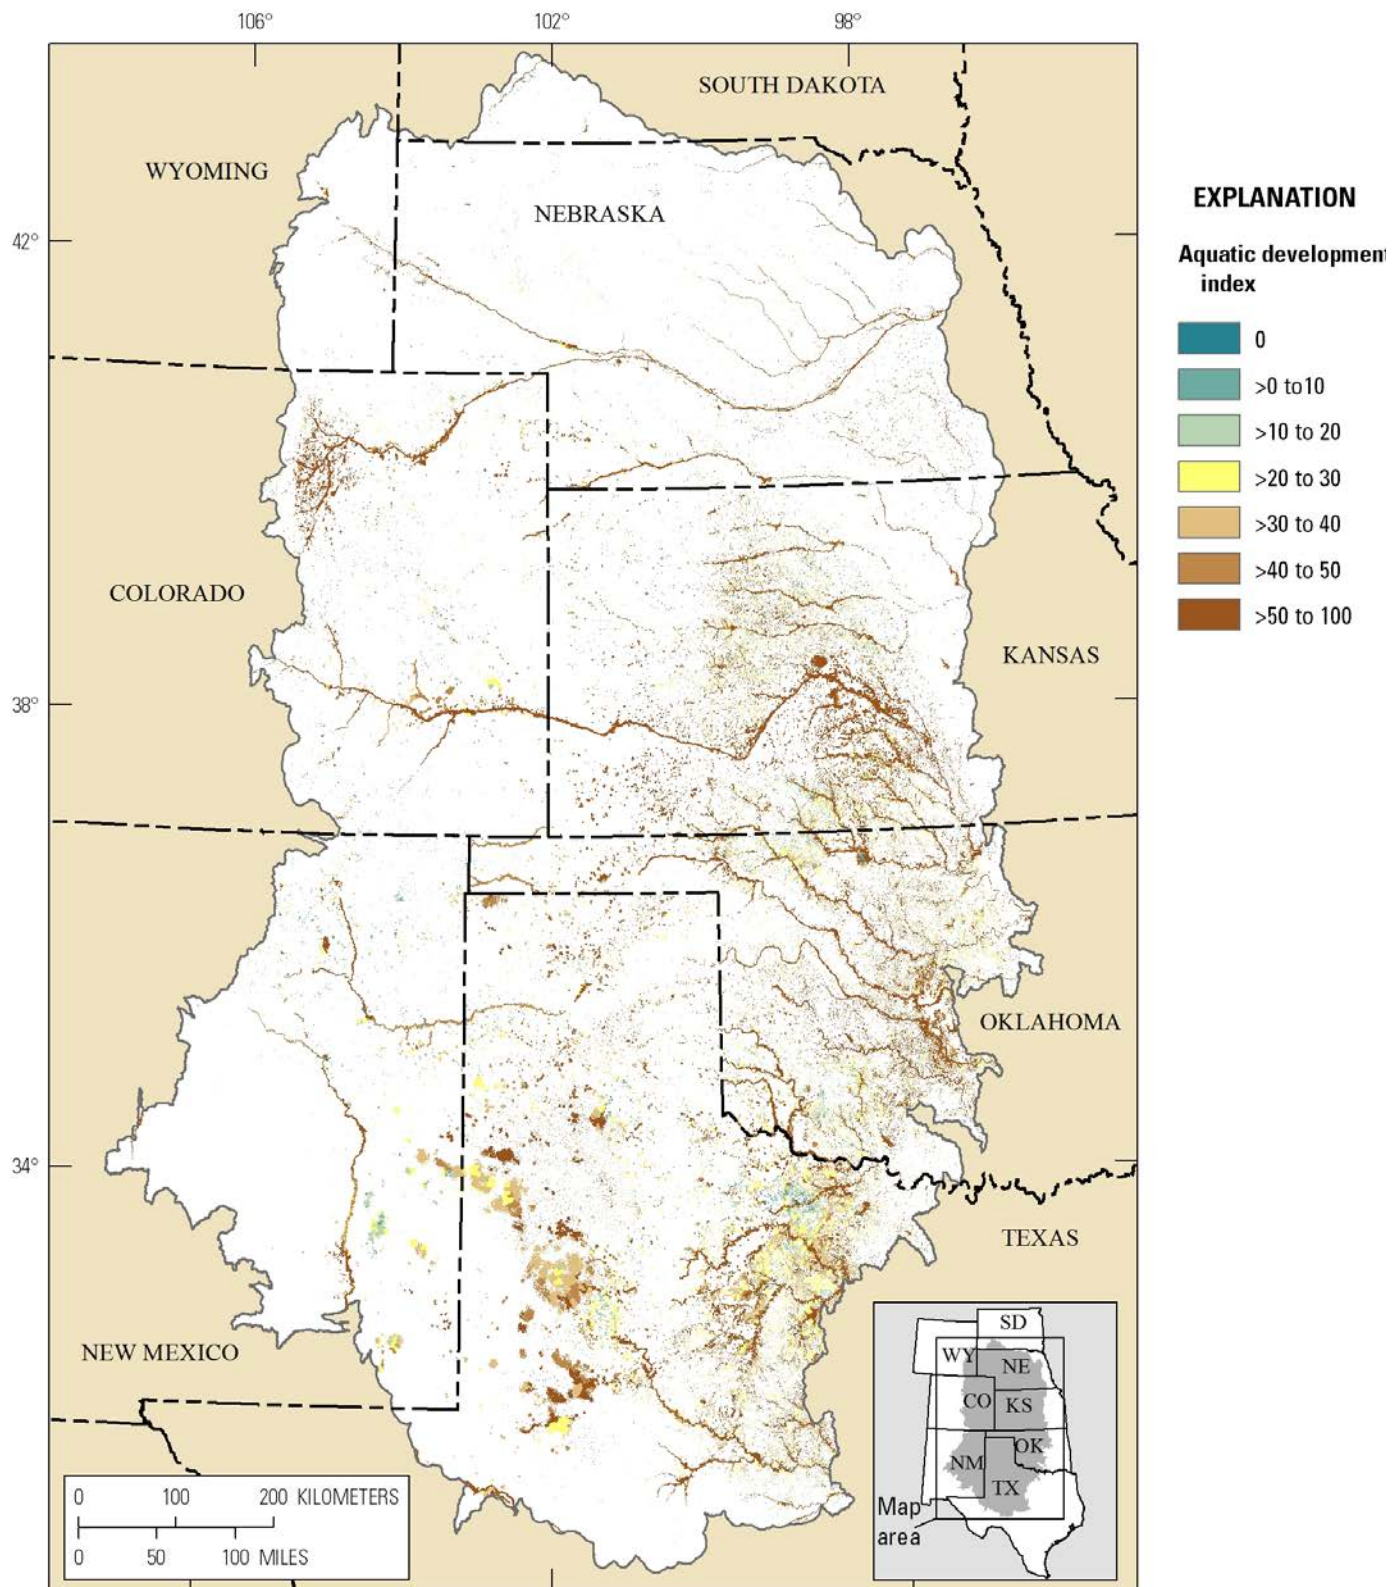 106°
102°
98°
SOUTH DAKOTA
WYOMING
NEBRASKA
42°
EXPLANATION
Aquatic development
index
0
>0 to10
>10 to 20
>20 to 30
>30 to 40
>40 to 50
>50 to 100
COLORADO
KANSAS
38°
OKLAHOMA
34°
TEXAS
NEW MEXICO
0 100 200 KILOMETERS
0 50 100 MILES
SD
WY
NE
CO
KS
OK
NM
TX
Map
area